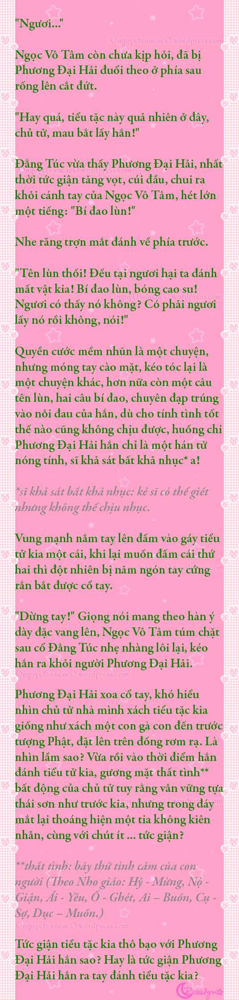 "Ngươi..."
0nguyetvancac0.wordpress.com
Ngọc Vô Tâm còn chưa kịp hỏi, đã bị
Phương Đại Hải đuổi theo ở phía sau
rống lên cắt đứt.
"Hay quá, tiểu tặc này quả nhiên ở đây,
chủ tử, mau bắt lấy hắn!"
Đằng Túc vừa thấy Phương Đại Hải, nhất
0nguyetvancac0.wordpress.com
thời tức giận tăng vọt, cúi đầu, chui ra
khỏi cánh tay của Ngọc Vô Tâm, hét lớn
một tiếng: "Bí đao lùn!"
Nhe răng trợn mắt đánh về phía trước.
"Tên lùn thối! Đều tại ngươi hại ta đánh
mất vật kia! Bí đao lùn, bóng cao su!
0nguyetvancac0.wordpress.com
Ngươi có thấy nó không? Có phải ngươi
lấy nó rồi không, nói!"
Quyền cước mềm nhũn là một chuyện,
nhưng móng tay cào mặt, kéo tóc lại là
một chuyện khác, hơn nữa còn một câu
tên lùn, hai câu bí đao, chuyên đạp trúng
vào nỗi đau của hắn, dù cho tính tình tốt
thế nào cũng không chịu được, huống chi
Phương Đại Hải hắn chỉ là một hán tử
nóng tính, sĩ khả sát bất khả nhục* a!
*sĩ khả sát bất khả nhục: kẻ sĩ có thể giết
nhưng không thể chịu nhục.
Vung mạnh nắm tay lên đấm vào gáy tiểu
tử kia một cái, khi lại muốn đấm cái thứ
hai thì đột nhiên bị năm ngón tay cứng
0nguyetvancac0.wordpress.com
rắn bắt được cổ tay.
"Dừng tay!" Giọng nói mang theo hàn ý
dày đặc vang lên, Ngọc Vô Tâm túm chặt
sau cổ Đằng Túc nhẹ nhàng lôi lại, kéo
hắn ra khỏi người Phương Đại Hải.
0nguyetvancac0.wordpress.com
Phương Đại Hải xoa cổ tay, khó hiểu
nhìn chủ tử nhà mình xách tiểu tặc kia
giống như xách một con gà con đến trước
tượng Phật, đặt lên trên đống rơm rạ. Là
nhìn lầm sao? Vừa rồi vào thời điểm hắn
đánh tiểu tử kia, gương mặt thất tình**
bất động của chủ tử tuy rằng vẫn vững tựa
0nguyetvancac0.wordpress.com
thái sơn như trước kia, nhưng trong đáy
mắt lại thoáng hiện một tia không kiên
nhẫn, cùng với chút ít ... tức giận?
**thất tình: bảy thứ tình cảm của con
người (Theo Nho giáo: Hỷ - Mừng, Nộ -
Giận, Ái - Yêu, Ố - Ghét, Ai – Buồn, Cụ -
Sợ, Dục – Muốn.)
0nguyetvancac0.wordpress.com
Tức giận tiểu tặc kia thô bạo với Phương
Đại Hải hắn sao? Hay là tức giận Phương
Đại Hải hắn ra tay đánh tiểu tặc kia?
Rosalyn